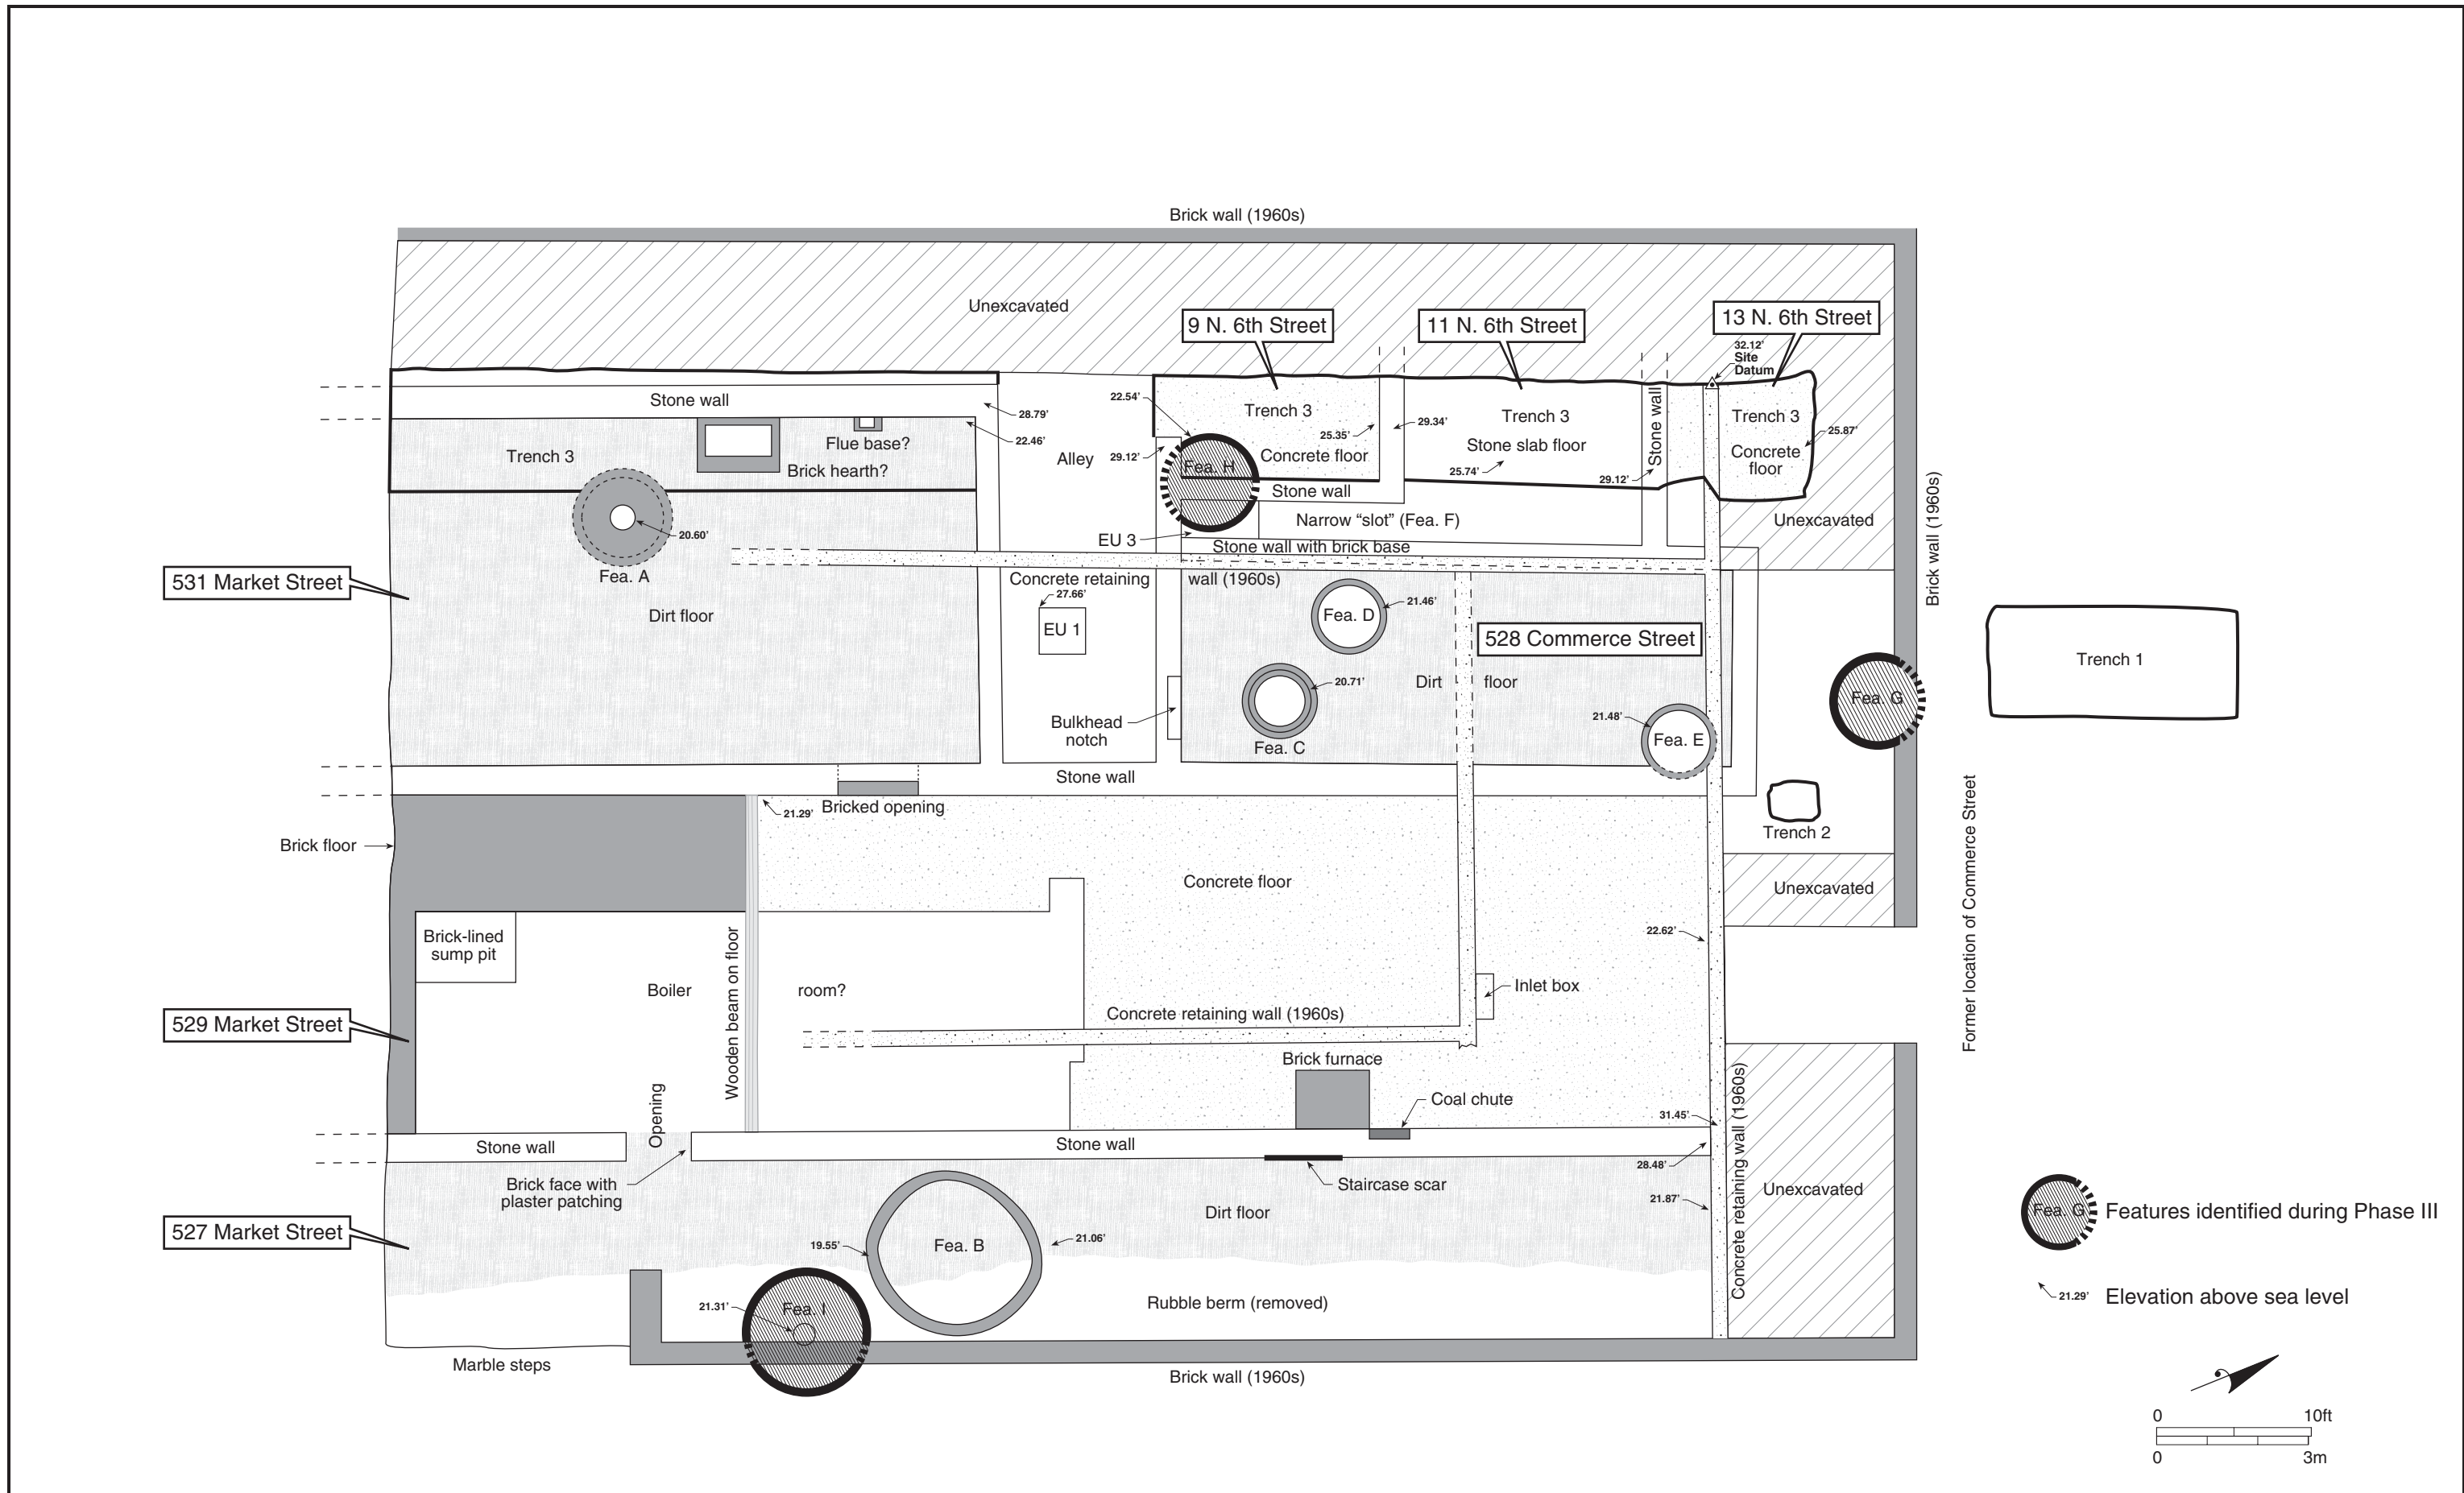 Brick wall (1960s)
Unexcavated
9 N. 6th Street
11 N. 6th Street
13 N. 6th Street
32.12'
Site
Datum
Stone wall
28.79'
22.46'
Trench 3
Flue base?
Brick hearth?
Alley
22.54'
29.12'
Fea. H
Trench 3
25.35'
Concrete floor
29.34'
Trench 3
Stone slab floor
25.74'
29.12'
Stone wall
Trench 3
Concrete
floor
25.87'
Stone wall
Narrow “slot” (Fea. F)
EU 3
Stone wall with brick base
Unexcavated
Brick wall (1960s)
20.60'
Fea. A
531 Market Street
Dirt floor
Concrete retaining
wall (1960s)
27.66'
EU 1
Fea. D
21.46'
528 Commerce Street
Fea. C
20.71'
Dirt
floor
21.48'
Fea. E
Bulkhead
notch
Stone wall
Fea. G
Trench 1
Trench 2
21.29'
Bricked opening
Brick floor
Concrete floor
Unexcavated
Former location of Commerce Street
Brick-lined
sump pit
Boiler
room?
Wooden beam on floor
22.62'
Inlet box
529 Market Street
Concrete retaining wall (1960s)
Brick furnace
Coal chute
31.45'
Opening
Stone wall
Stone wall
28.48'
Concrete retaining wall (1960s)
Brick face with
plaster patching
Staircase scar
21.87'
Unexcavated
527 Market Street
Dirt floor
19.55'
Fea. B
21.06'
21.31'
Fea. I
Rubble berm (removed)
Marble steps
Brick wall (1960s)
Fea. G
Features identified during Phase III
21.29'
Elevation above sea level
0
10ft
0
3m